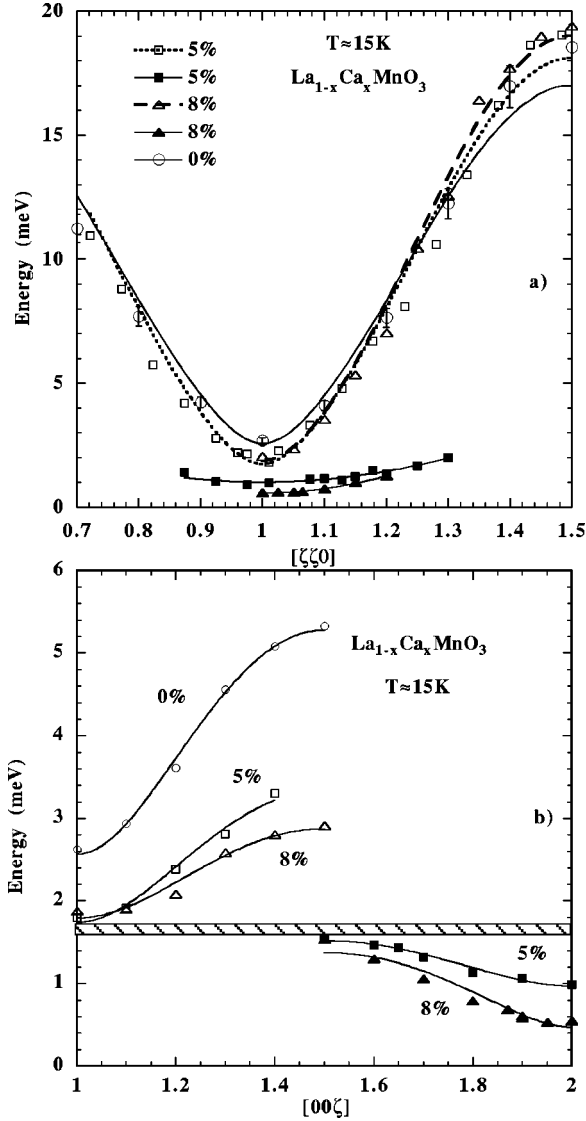 20
15
10
5
0
Energy (meV)
T≈15K
La1-xCaxMnO3
5%
5%
8%
8%
0%
a)
0.7 0.8 0.9 1 1.1 1.2 1.3 1.4 1.5
[ζζ0]
6
5
4
3
2
1
0
Energy (meV)
La1-xCaxMnO3
T≈15K
0%
5%
8%
b)
5%
8%
1 1.2 1.4 1.6 1.8 2
[00ζ]